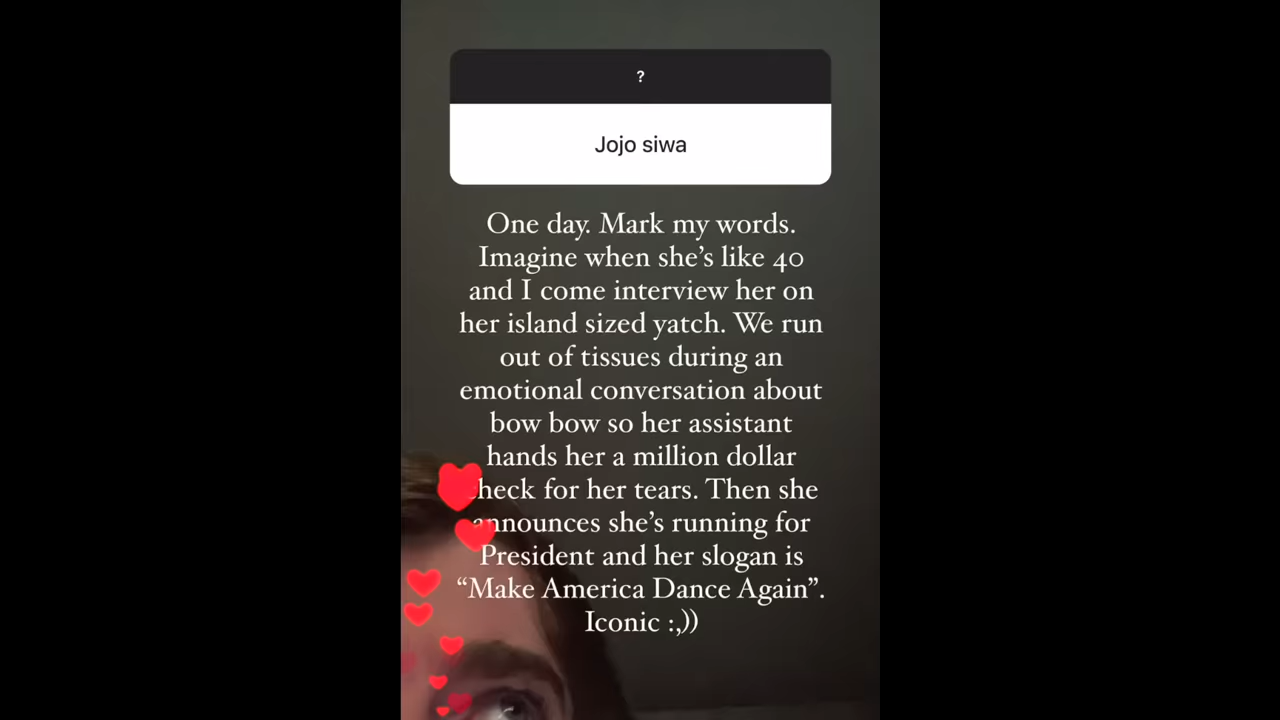 ?
Jojo siwa
One day. Mark my words.
Imagine when she's like 40
and I come interview her on
her island sized yatch. We run
out of tissues during an
emotional conversation about
bow bow so her assistant
hands her a million dollar
check for her tears. Then she
announces she's running for
President and her slogan is
“Make America Dance Again”.
Iconic :,))